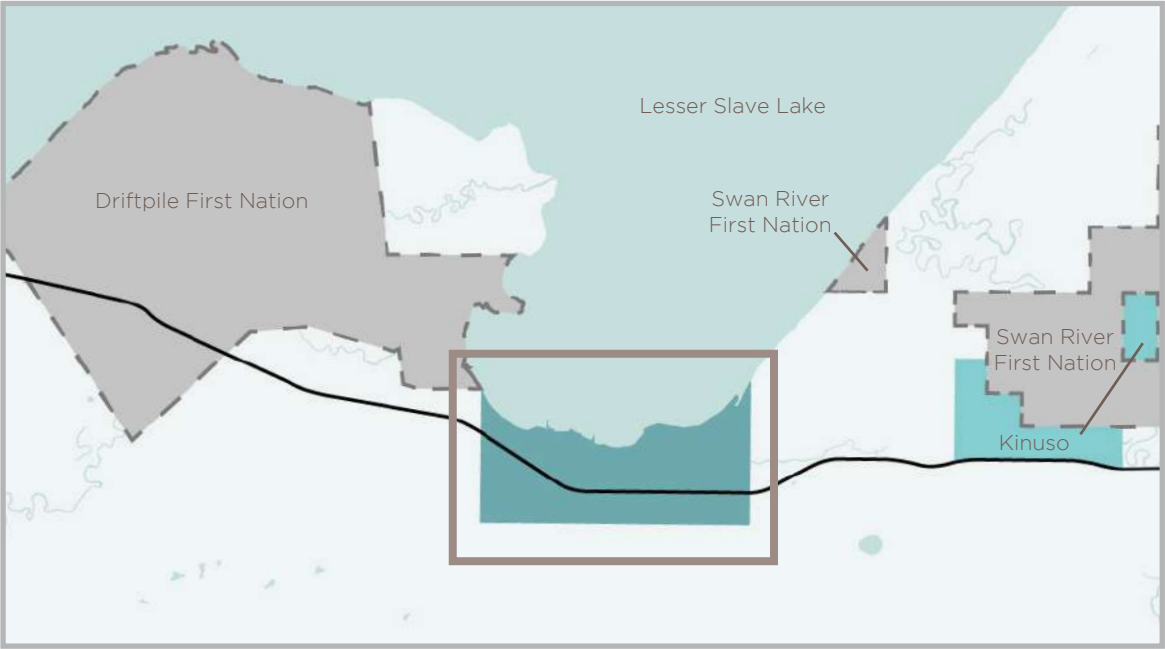 Lesser Slave Lake
Driftpile First Nation
Swan River
First Nation
Swan River
First Nation
Kinuso